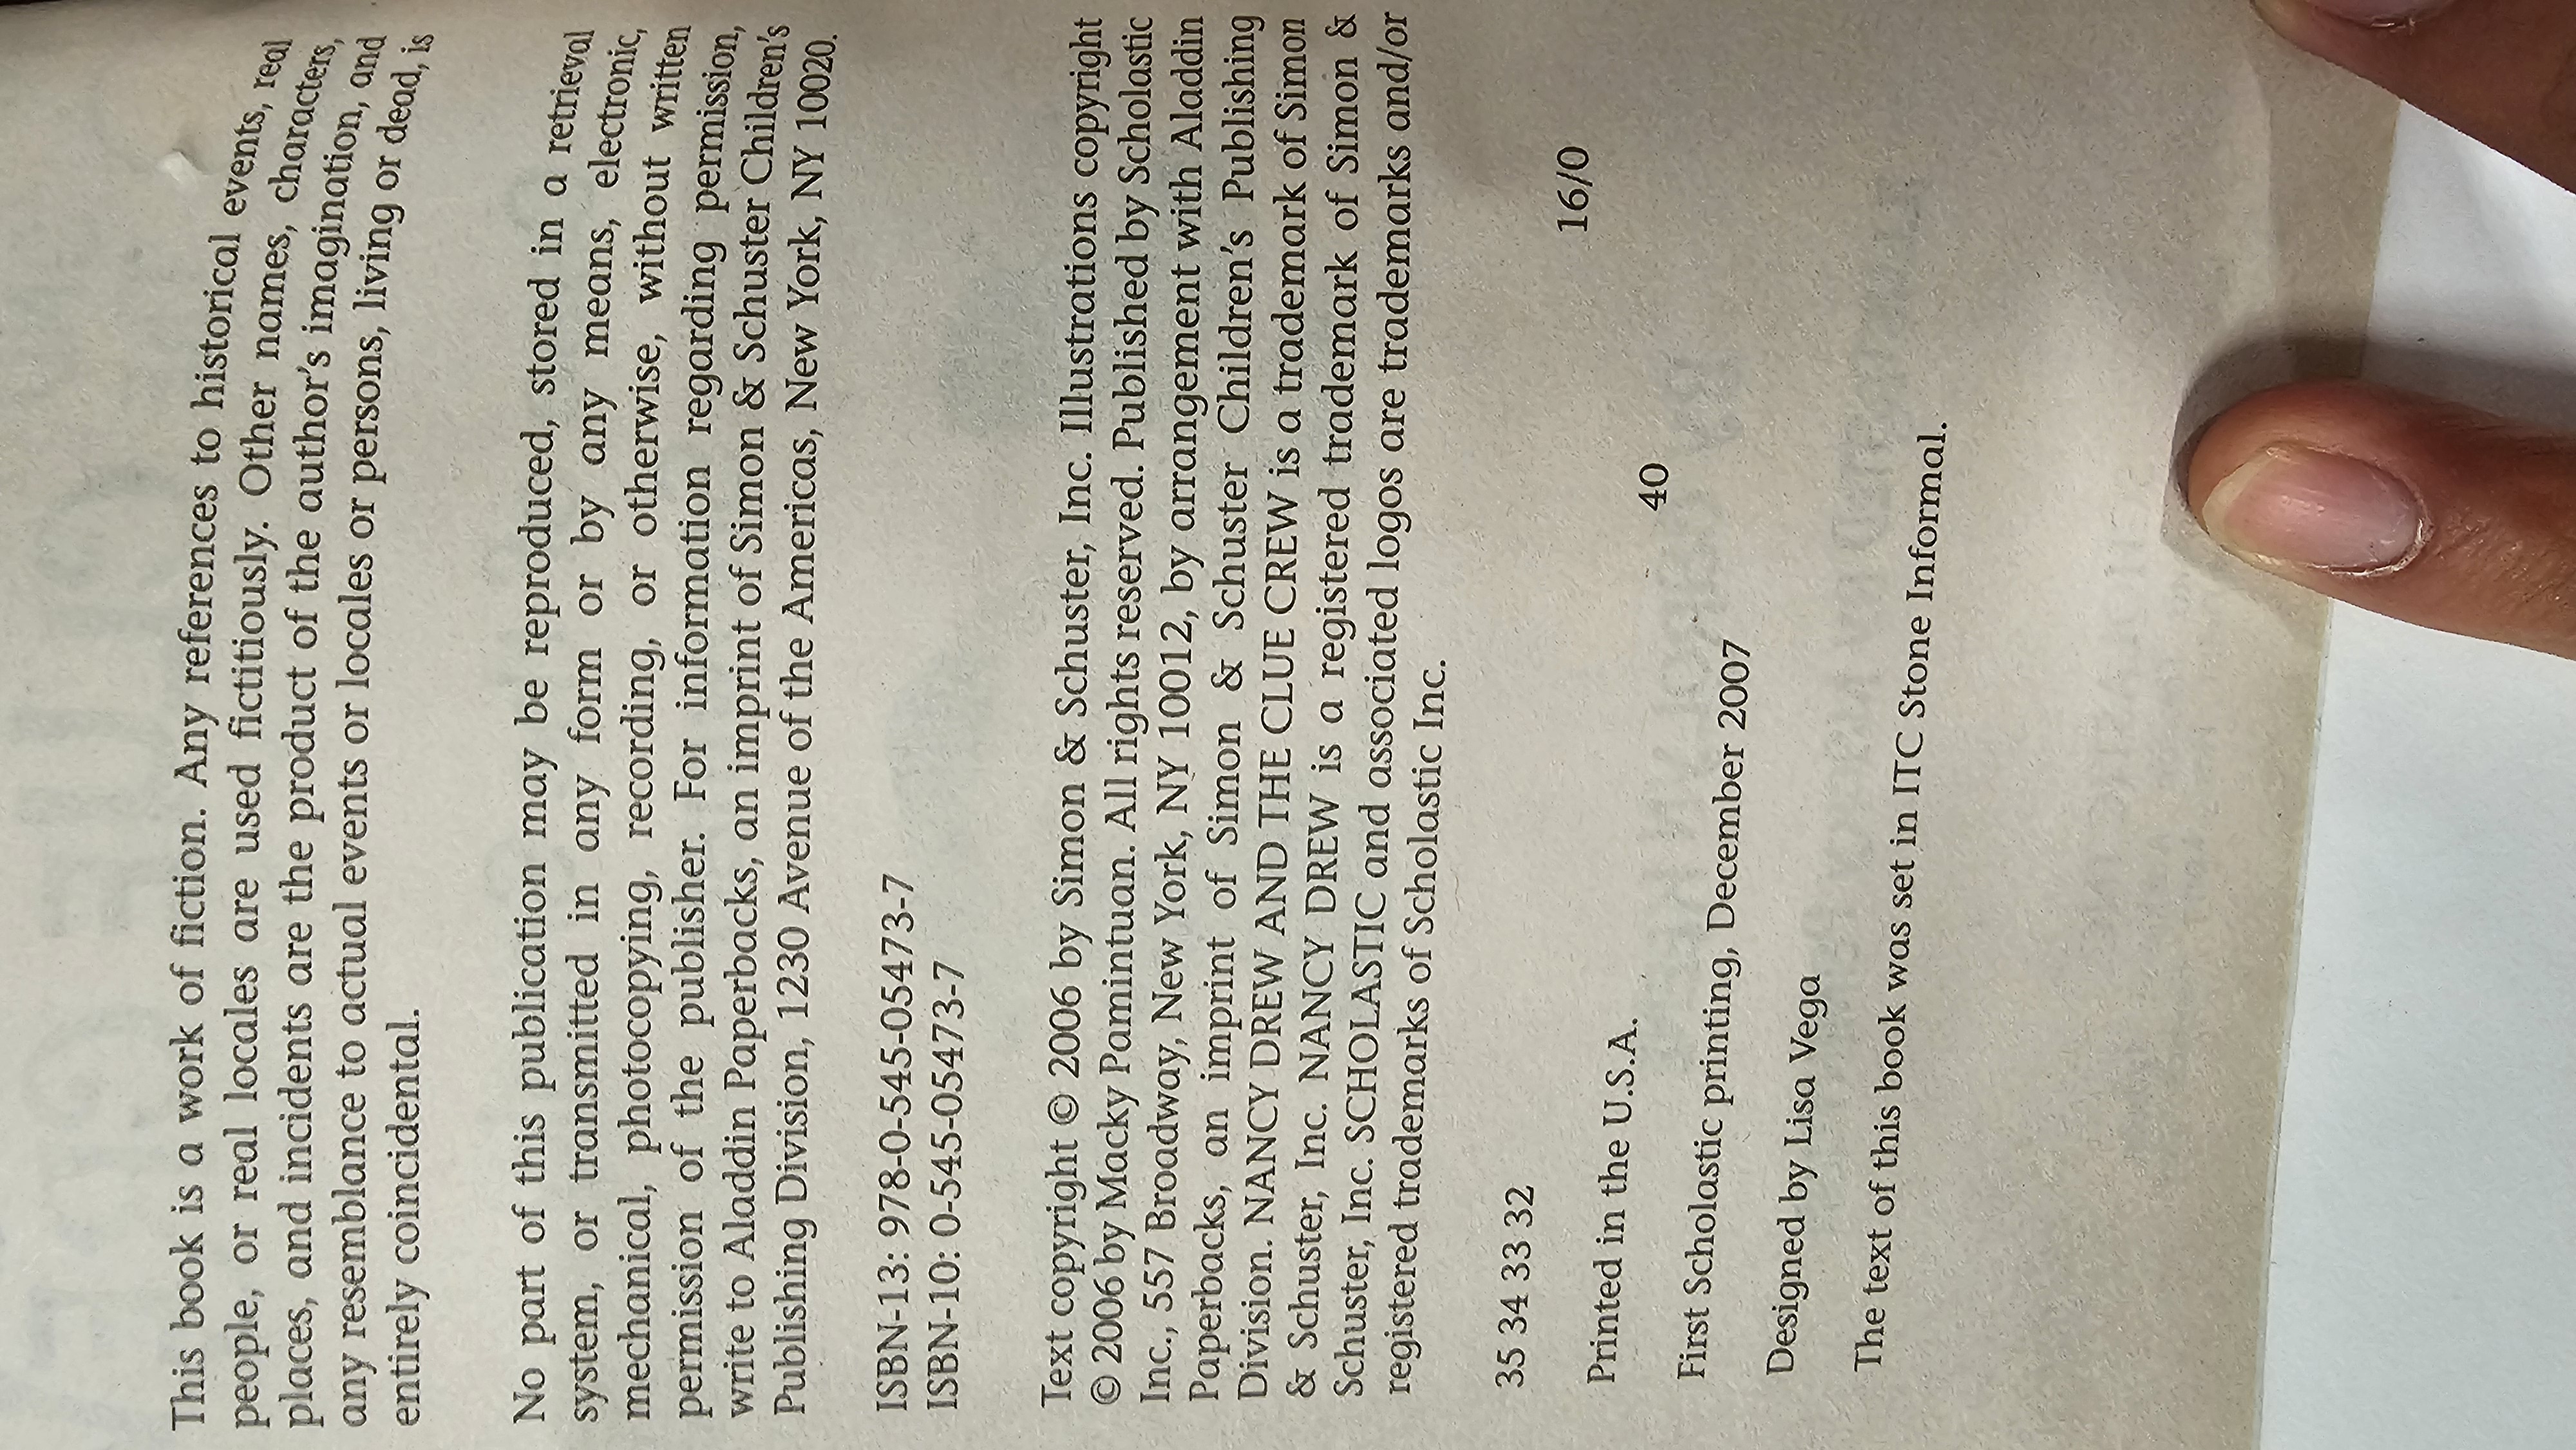 This book is a work of fiction. Any references to historical events, real
people, or real locales are used fictitiously. Other names, characters,
places, and incidents are the product of the author's imagination, and
any resemblance to actual events or locales or persons, living or dead, is
entirely coincidental.
No part of this publication may be reproduced, stored in a retrieval
system, or transmitted in any form or by any means, electronic,
mechanical, photocopying, recording, or otherwise, without written
permission of the publisher. For information regarding permission,
write to Aladdin Paperbacks, an imprint of Simon & Schuster Children's
Publishing Division, 1230 Avenue of the Americas, New York, NY 10020.
ISBN-13: 978-0-545-05473-7
ISBN-10: 0-545-05473-7
Text copyright © 2006 by Simon & Schuster, Inc. Illustrations copyright
© 2006 by Macky Pamintuan. All rights reserved. Published by Scholastic
Inc., 557 Broadway, New York, NY 10012, by arrangement with Aladdin
Paperbacks, an imprint of Simon & Schuster Children's Publishing
Division. NANCY DREW AND THE CLUE CREW is a trademark of Simon
& Schuster, Inc. NANCY DREW is a registered trademark of Simon &
Schuster, Inc. SCHOLASTIC and associated logos are trademarks and/or
registered trademarks of Scholastic Inc.
35 34 33 32 16/0
Printed in the U.S.A. 40
First Scholastic printing, December 2007
Designed by Lisa Vega
The text of this book was set in ITC Stone Informal.